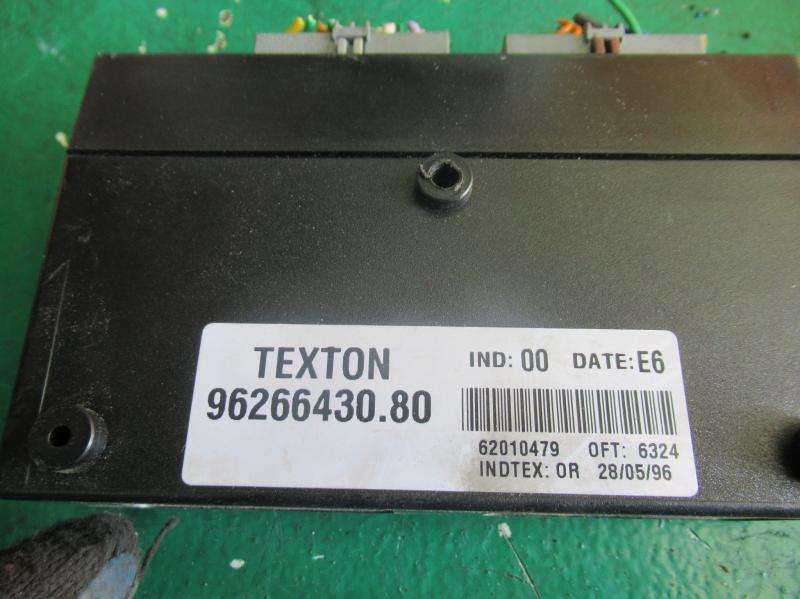 TEXTON IND: 00 DATE: E6
96266430.80
62010479 OFT: 6324
INDTEX: OR 28/05/96